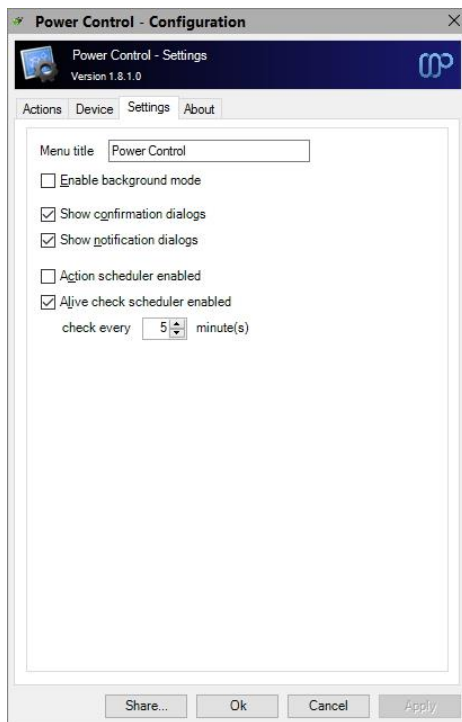 Power Control - Configuration
Power Control - Settings
Version 1.8.1.0
Actions Device Settings About
Menu title Power Control
Enable background mode
Show confirmation dialogs
Show notification dialogs
Action scheduler enabled
Alive check scheduler enabled
check every 5 minute(s)
Share... Ok Cancel Apply